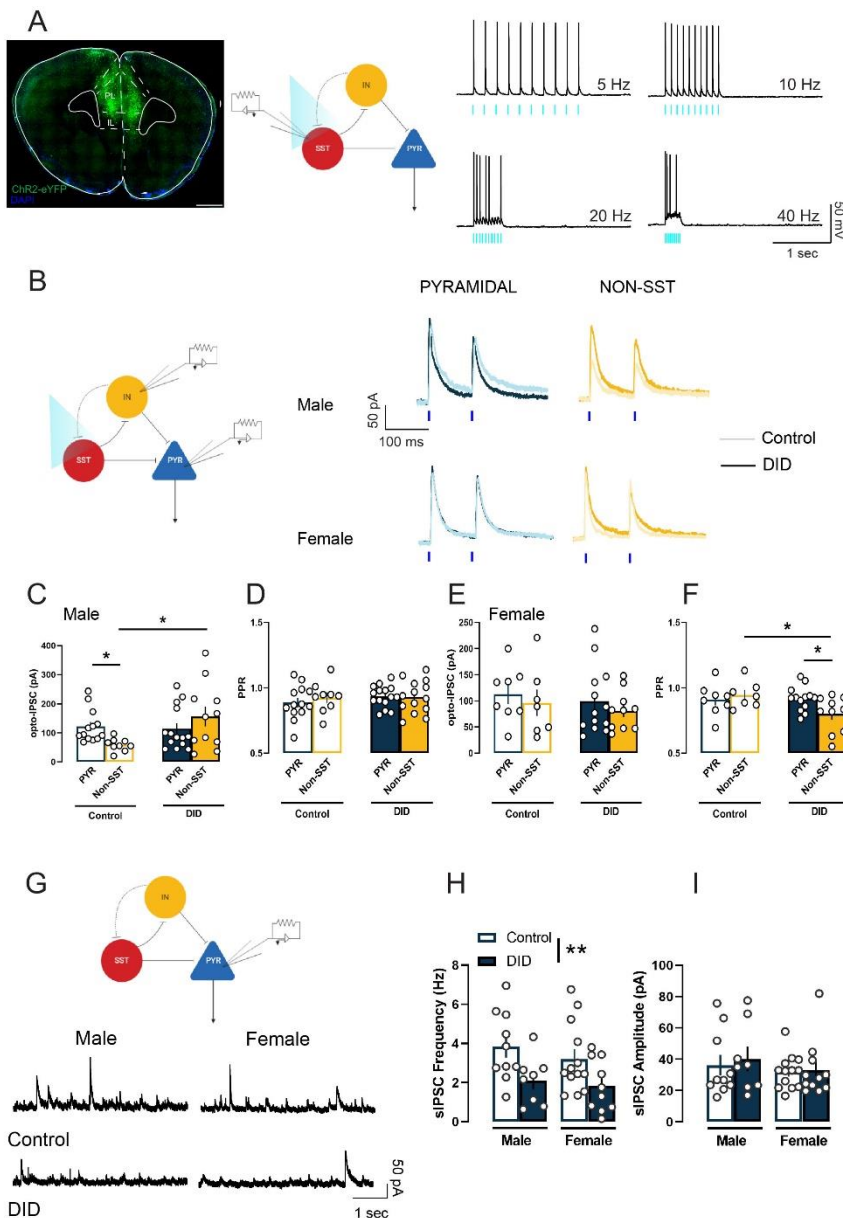 A
PL
IL
ChR2-eYFP
DAPI
IN
SST
PYR
5 Hz
10 Hz
20 Hz
40 Hz
50 mV
1 sec
B
PYRAMIDAL
NON-SST
IN
SST
PYR
Male
50 pA
100 ms
Control
DID
Female
C
Male
*
*
opto-IPSC (pA)
400
300
200
100
0
PYR
Non-SST
PYR
Non-SST
Control
DID
D
PPR
1.5
1.0
0.5
PYR
Non-SST
PYR
Non-SST
Control
DID
E
Female
opto-IPSC (pA)
250
200
150
100
50
0
PYR
Non-SST
PYR
Non-SST
Control
DID
F
*
*
PPR
1.5
1.0
0.5
PYR
Non-SST
PYR
Non-SST
Control
DID
G
IN
SST
PYR
Male
Female
Control
DID
50 pA
1 sec
H
Control
DID
**
sIPSC Frequency (Hz)
8
6
4
2
0
Male
Female
I
sIPSC Amplitude (pA)
100
80
60
40
20
0
Male
Female